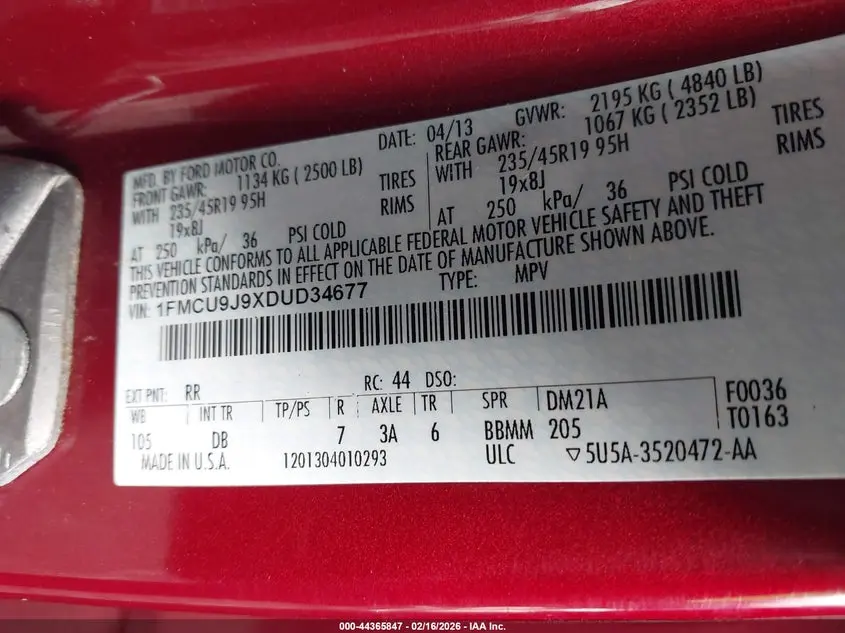 MFD. BY FORD MOTOR CO.
DATE: 04/13
GVWR: 2195 KG ( 4840 LB)
FRONT GAWR: 1134 KG ( 2500 LB)
REAR GAWR: 1067 KG ( 2352 LB)
WITH 235/45R19 95H TIRES
WITH 235/45R19 95H TIRES
19x8J RIMS
19x8J RIMS
AT 250 kPa/ 36 PSI COLD
AT 250 kPa/ 36 PSI COLD
THIS VEHICLE CONFORMS TO ALL APPLICABLE FEDERAL MOTOR VEHICLE SAFETY AND THEFT
PREVENTION STANDARDS IN EFFECT ON THE DATE OF MANUFACTURE SHOWN ABOVE.
VIN: 1FMCU9J9XDUD34677 TYPE: MPV
EXT PNT: RR RC: 44 DSO:
WB INT TR TP/PS R AXLE TR SPR DM21A F0036
105 DB 7 3A 6 BBMM 205 T0163
MADE IN U.S.A. 1201304010293 ULC ▽5U5A-3520472-AA
000-44365847 - 02/16/2026 - IAA Inc.